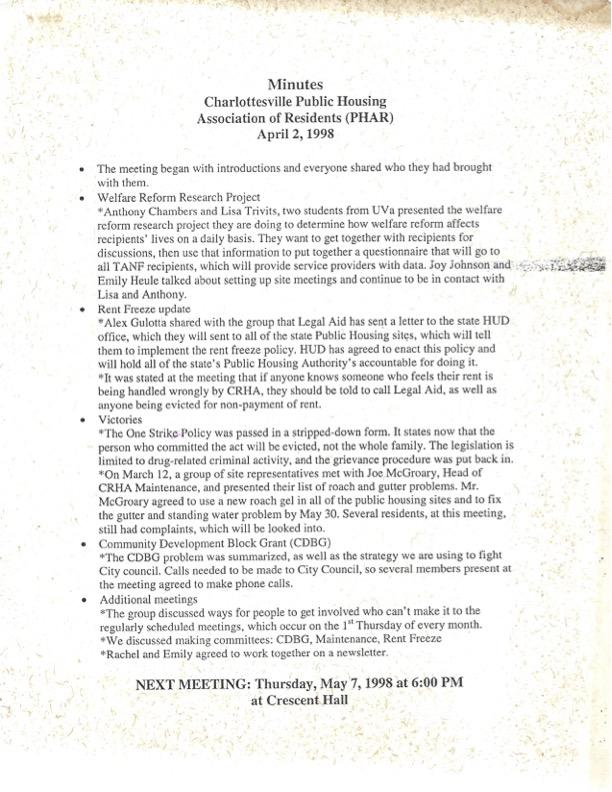 Minutes
Charlottesville Public Housing
Association of Residents (PHAR)
April 2, 1998
• The meeting began with introductions and everyone shared who they had brought
with them.
• Welfare Reform Research Project
*Anthony Chambers and Lisa Trivits, two students from UVa presented the welfare
reform research project they are doing to determine how welfare reform affects
recipients' lives on a daily basis. They want to get together with recipients for
discussions, then use that information to put together a questionnaire that will go to
all TANF recipients, which will provide service providers with data. Joy Johnson and
Emily Heule talked about setting up site meetings and continue to be in contact with
Lisa and Anthony.
• Rent Freeze update
*Alex Gulotta shared with the group that Legal Aid has sent a letter to the state HUD
office, which they will sent to all of the state Public Housing sites, which will tell
them to implement the rent freeze policy. HUD has agreed to enact this policy and
will hold all of the state's Public Housing Authority's accountable for doing it.
*It was stated at the meeting that if anyone knows someone who feels their rent is
being handled wrongly by CRHA, they should be told to call Legal Aid, as well as
anyone being evicted for non-payment of rent.
• Victories
*The One Strike Policy was passed in a stripped-down form. It states now that the
person who committed the act will be evicted, not the whole family. The legislation is
limited to drug-related criminal activity, and the grievance procedure was put back in.
*On March 12, a group of site representatives met with Joe McGroary, Head of
CRHA Maintenance, and presented their list of roach and gutter problems. Mr.
McGroary agreed to use a new roach gel in all of the public housing sites and to fix
the gutter and standing water problem by May 30. Several residents, at this meeting,
still had complaints, which will be looked into.
• Community Development Block Grant (CDBG)
*The CDBG problem was summarized, as well as the strategy we are using to fight
City council. Calls needed to be made to City Council, so several members present at
the meeting agreed to make phone calls.
• Additional meetings
*The group discussed ways for people to get involved who can't make it to the
regularly scheduled meetings, which occur on the 1st Thursday of every month.
*We discussed making committees: CDBG, Maintenance, Rent Freeze
*Rachel and Emily agreed to work together on a newsletter.
NEXT MEETING: Thursday, May 7, 1998 at 6:00 PM
at Crescent Hall